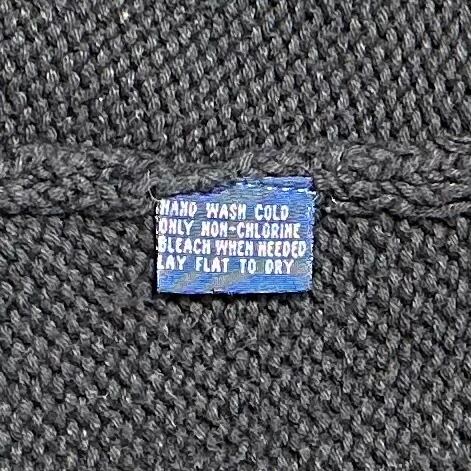 HAND WASH COLD
ONLY NON-CHLORINE
BLEACH WHEN NEEDED
LAY FLAT TO DRY